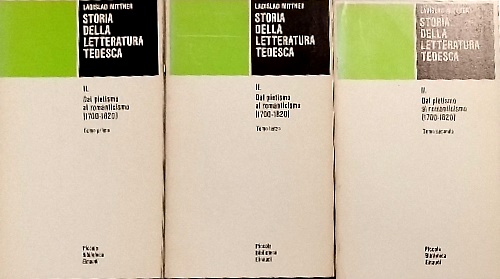 LADISLAO MITTNER
STORIA
DELLA
LETTERATURA
TEDESCA
II.
Dal pietismo
al romanticismo
(1700-1820)
Tomo primo
Piccola
Biblioteca
Einaudi
LADISLAO MITTNER
STORIA
DELLA
LETTERATURA
TEDESCA
II.
Dal pietismo
al romanticismo
(1700-1820)
Tomo terzo
Piccola
Biblioteca
Einaudi
LADISLAO MITTNER
STORIA
DELLA
LETTERATURA
TEDESCA
II.
Dal pietismo
al romanticismo
(1700-1820)
Tomo secondo
Piccola
Biblioteca
Einaudi